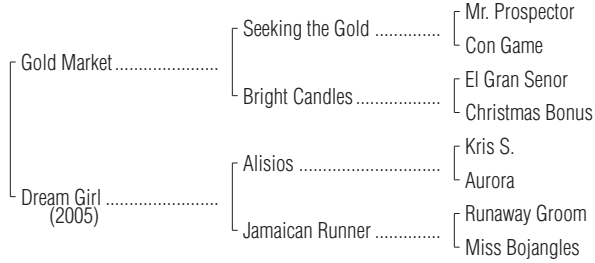 Mr. Prospector
Seeking the Gold ..............
Con Game
Gold Market ......................
El Gran Senor
Bright Candles ..................
Christmas Bonus
Kris S.
Alisios ..............................
Aurora
Dream Girl ........................
(2005)
Runaway Groom
Jamaican Runner ..............
Miss Bojangles